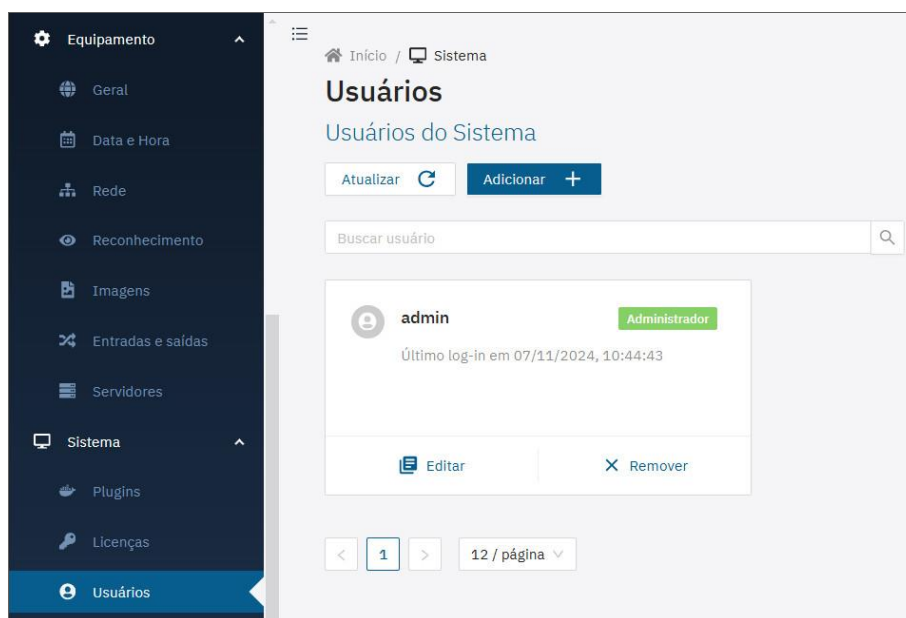 Equipamento
Geral
Data e Hora
Rede
Reconhecimento
Imagens
Entradas e saídas
Servidores
Sistema
Plugins
Licenças
Usuários
Início / Sistema
Usuários
Usuários do Sistema
Atualizar Adicionar
Buscar usuário
admin Administrador
Último log-in em 07/11/2024, 10:44:43
Editar Remover
< 1 > 12 / página